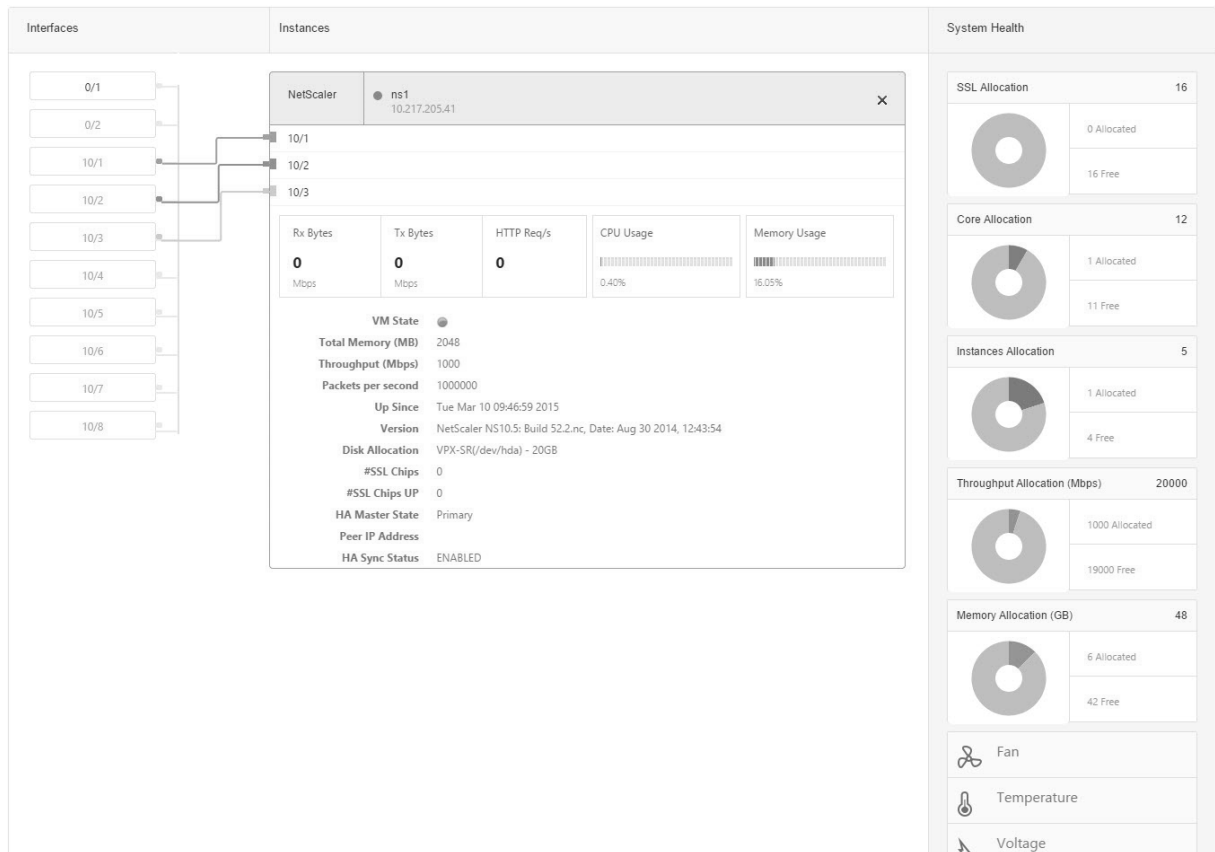 Interfaces
Instances
System Health
0/1
0/2
10/1
10/2
10/3
10/4
10/5
10/6
10/7
10/8
NetScaler
ns1
10.217.205.41
10/1
10/2
10/3
Rx Bytes
0
Mbps
Tx Bytes
0
Mbps
HTTP Req/s
0
CPU Usage
0.40%
Memory Usage
16.05%
VM State
Total Memory (MB) 2048
Throughput (Mbps) 1000
Packets per second 1000000
Up Since Tue Mar 10 09:46:59 2015
Version NetScaler NS10.5: Build 52.2.nc, Date: Aug 30 2014, 12:43:54
Disk Allocation VPX-SR(/dev/hda) - 20GB
#SSL Chips 0
#SSL Chips UP 0
HA Master State Primary
Peer IP Address
HA Sync Status ENABLED
SSL Allocation 16
0 Allocated
16 Free
Core Allocation 12
1 Allocated
11 Free
Instances Allocation 5
1 Allocated
4 Free
Throughput Allocation (Mbps) 20000
1000 Allocated
19000 Free
Memory Allocation (GB) 48
6 Allocated
42 Free
Fan
Temperature
Voltage